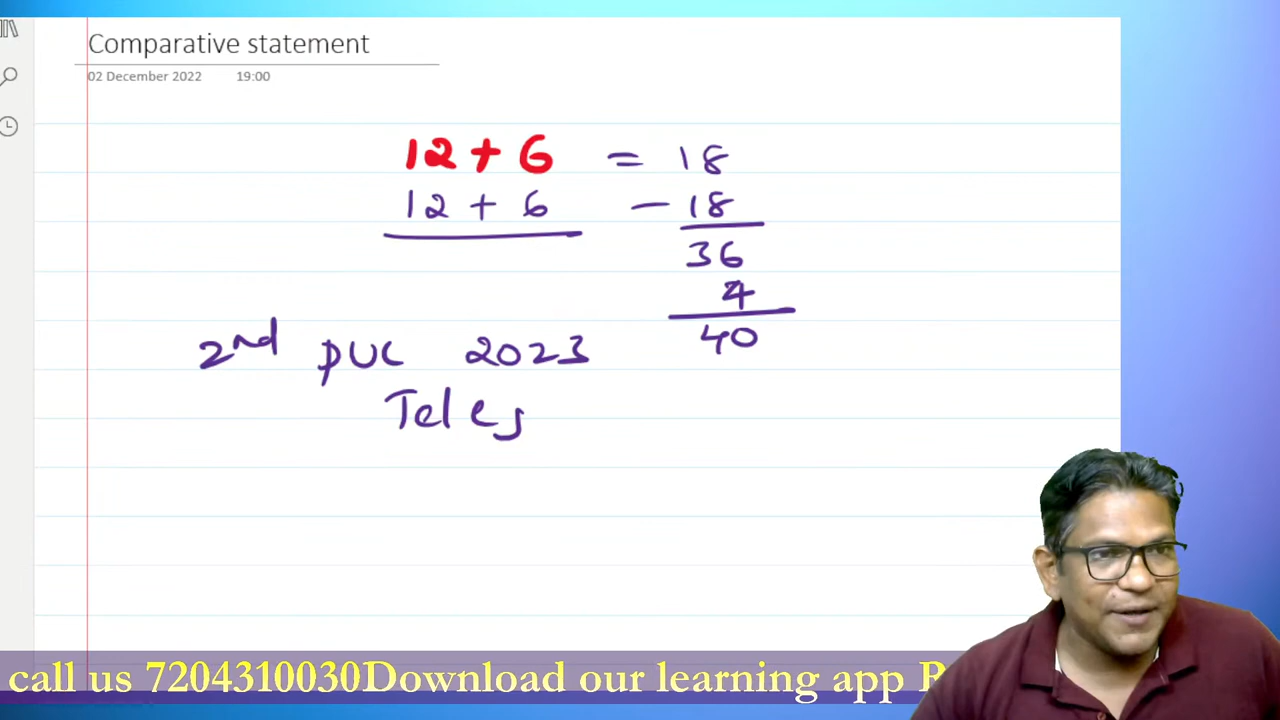 Comparative statement
02 December 2022 19:00
12 + 6 = 18
12 + 6 - 18
36
4
40
2nd PUC 2023
Teleg
call us 7204310030Download our learning app R